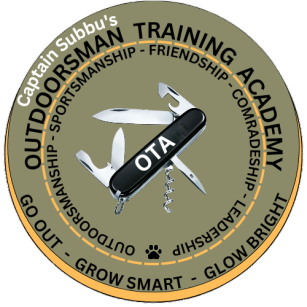 Captain Subbu's
OUTDOORSMAN TRAINING ACADEMY
OUTDOORSMANSHIP - SPORTSMANSHIP - FRIENDSHIP - COMRADESHIP - LEADERSHIP
OTA
GO OUT - GROW SMART - GLOW BRIGHT